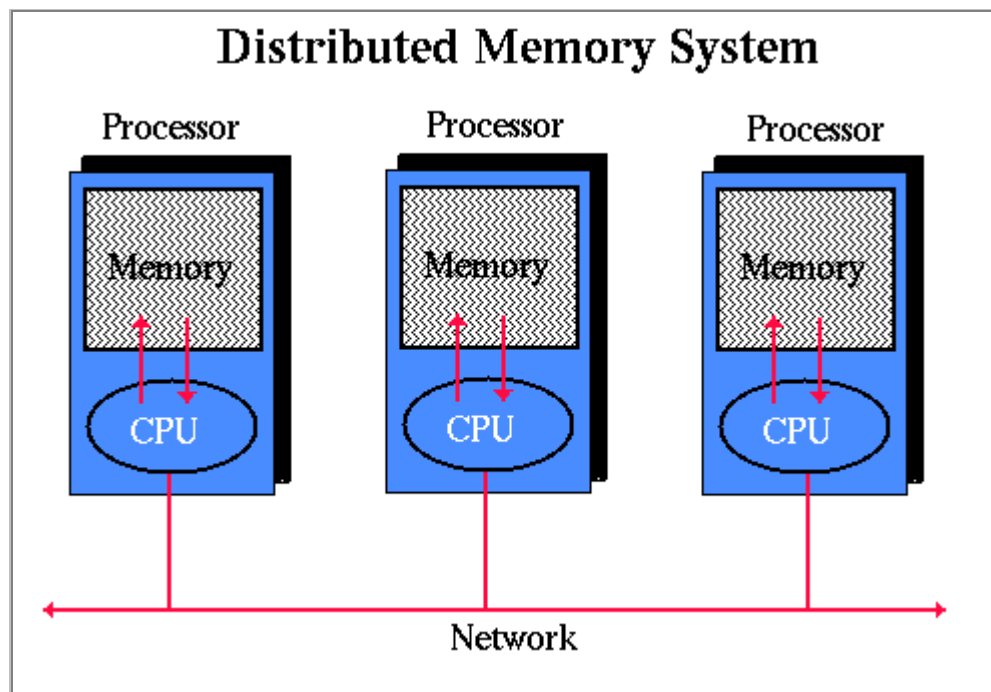 Distributed Memory System
Processor
Processor
Processor
Memory
Memory
Memory
CPU
CPU
CPU
Network